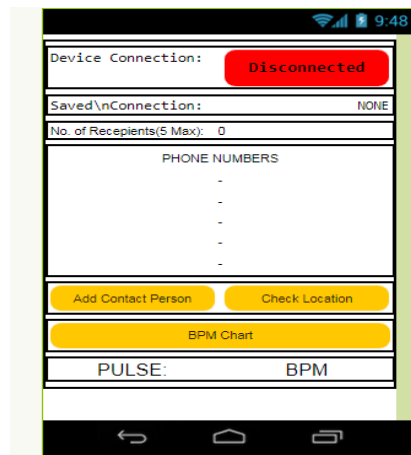 9:48
Device Connection:
Disconnected
Saved\nConnection: NONE
No. of Recepients(5 Max): 0
PHONE NUMBERS
-
-
-
-
-
Add Contact Person Check Location
BPM Chart
PULSE: BPM